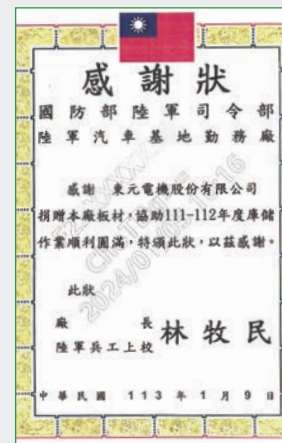 感謝狀
國防部陸軍司令部
陸軍汽車基地勤務廠
感謝 東元電機股份有限公司
捐贈本廠板材，協助111-112年度庫儲
作業順利圓滿，特頒此狀，以茲感謝。
此狀
廠長
陸軍兵工上校 林牧民
中華民國 113 年 1 月 9 日